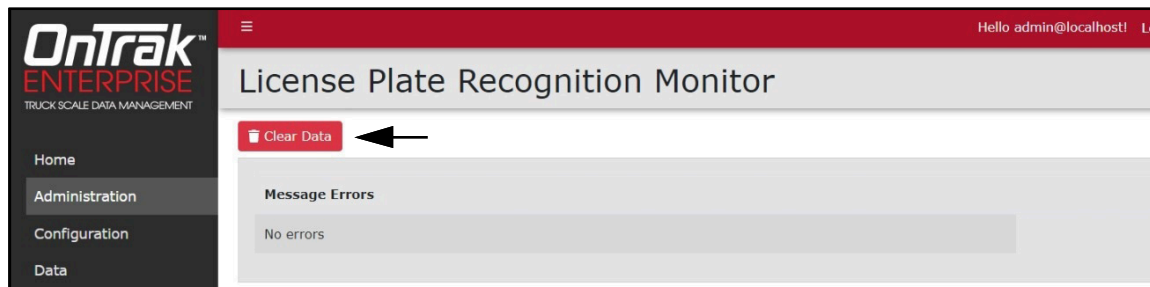 OnTrak™
ENTERPRISE
TRUCK SCALE DATA MANAGEMENT
Home
Administration
Configuration
Data
Hello admin@localhost!
License Plate Recognition Monitor
Clear Data
Message Errors
No errors